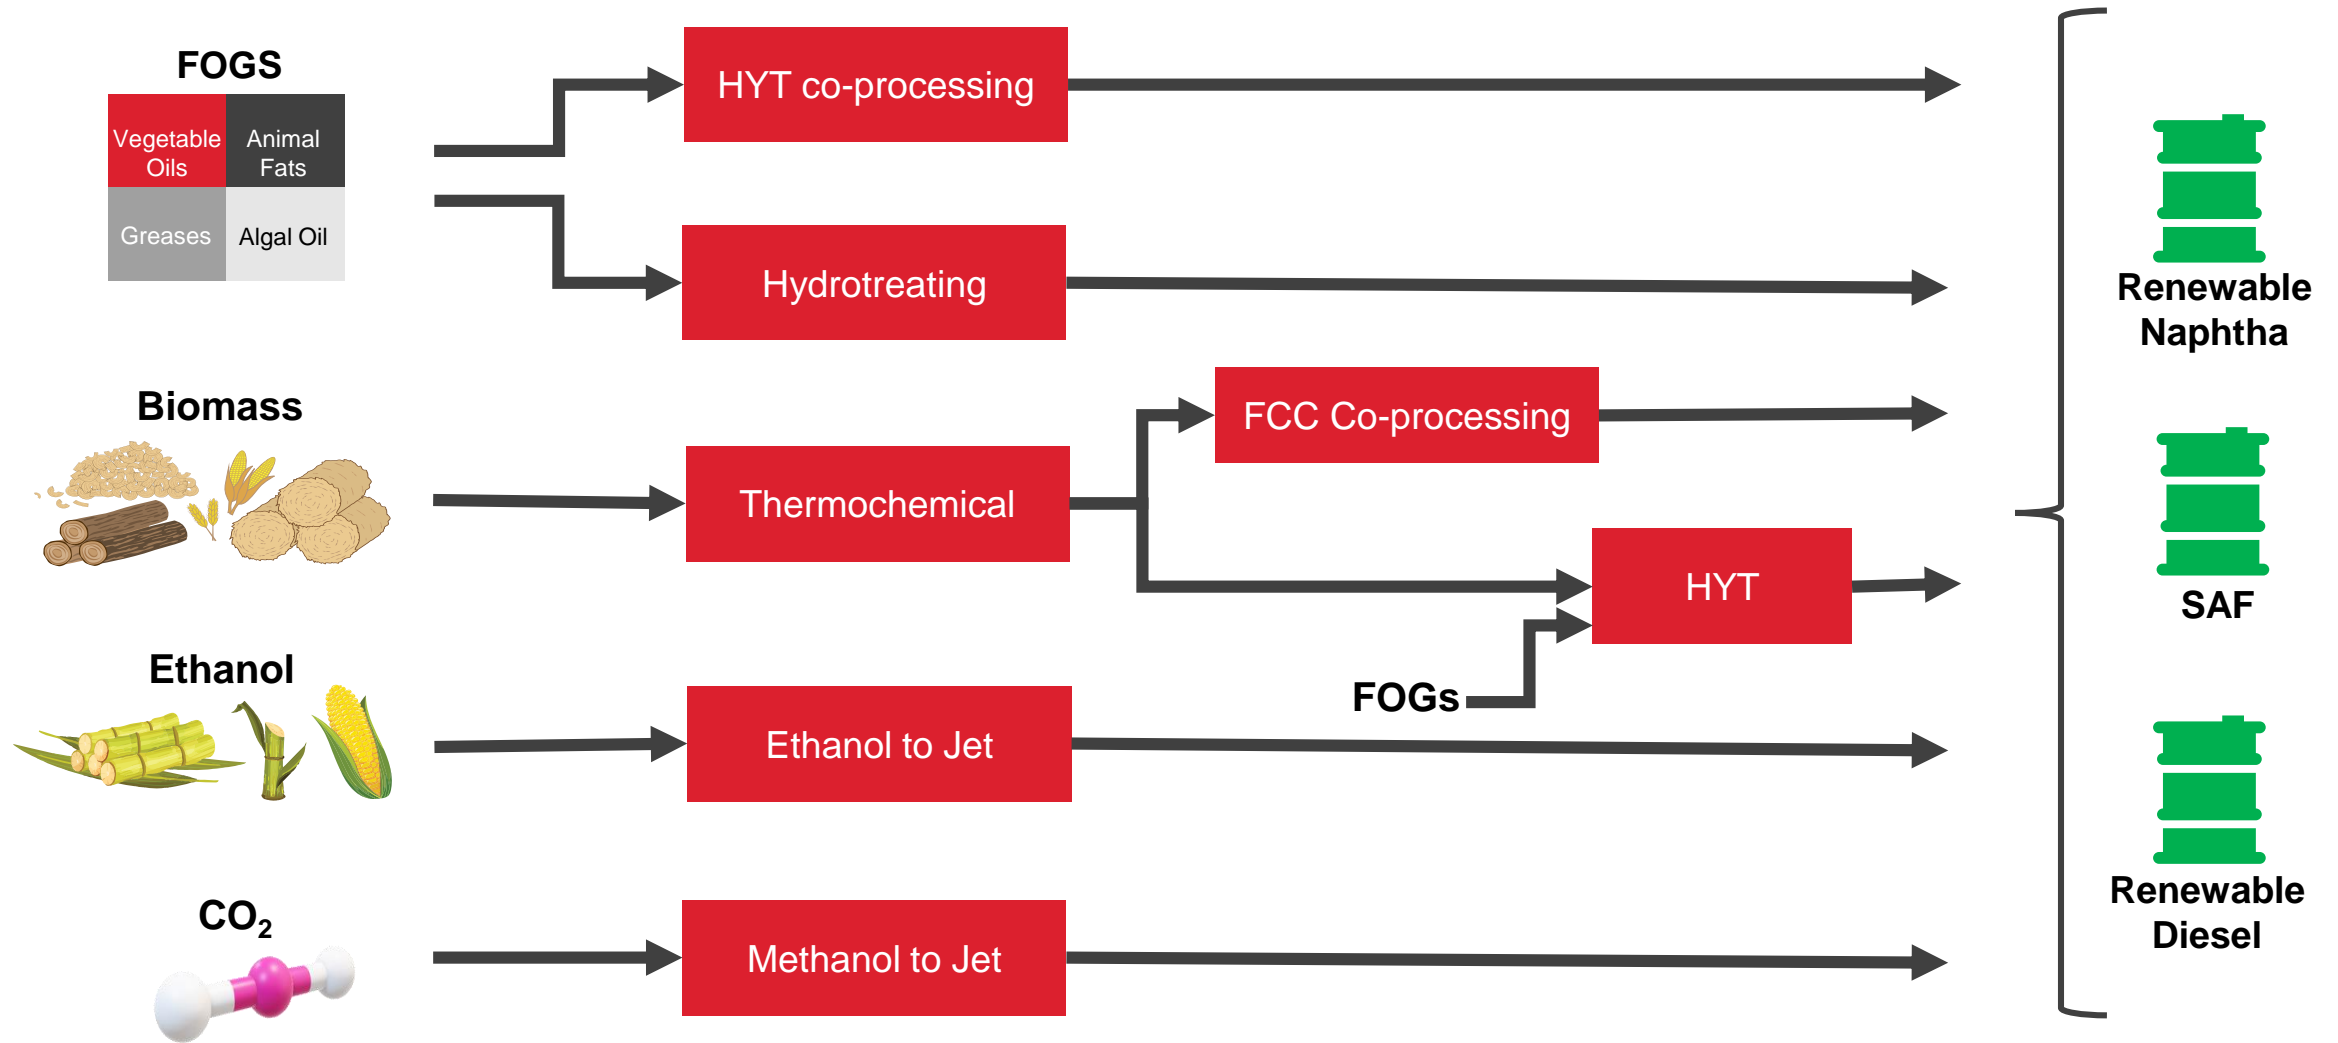 FOGS
Vegetable
Oils
Animal
Fats
Greases
Algal Oil
HYT co-processing
Hydrotreating
Biomass
Thermochemical
FCC Co-processing
HYT
FOGs
Ethanol
Ethanol to Jet
CO₂
Methanol to Jet
Renewable
Naphtha
SAF
Renewable
Diesel